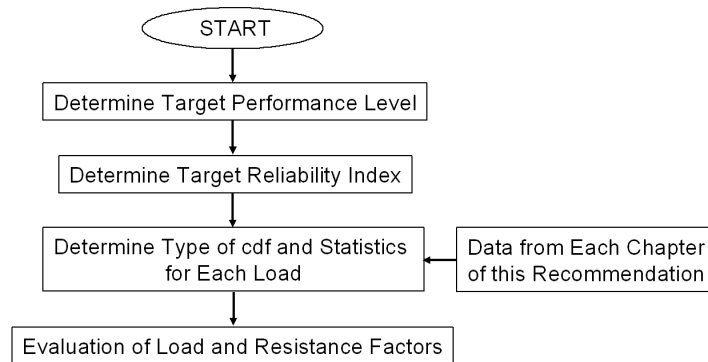 START
Determine Target Performance Level
Determine Target Reliability Index
Determine Type of cdf and Statistics
for Each Load
Data from Each Chapter
of this Recommendation
Evaluation of Load and Resistance Factors